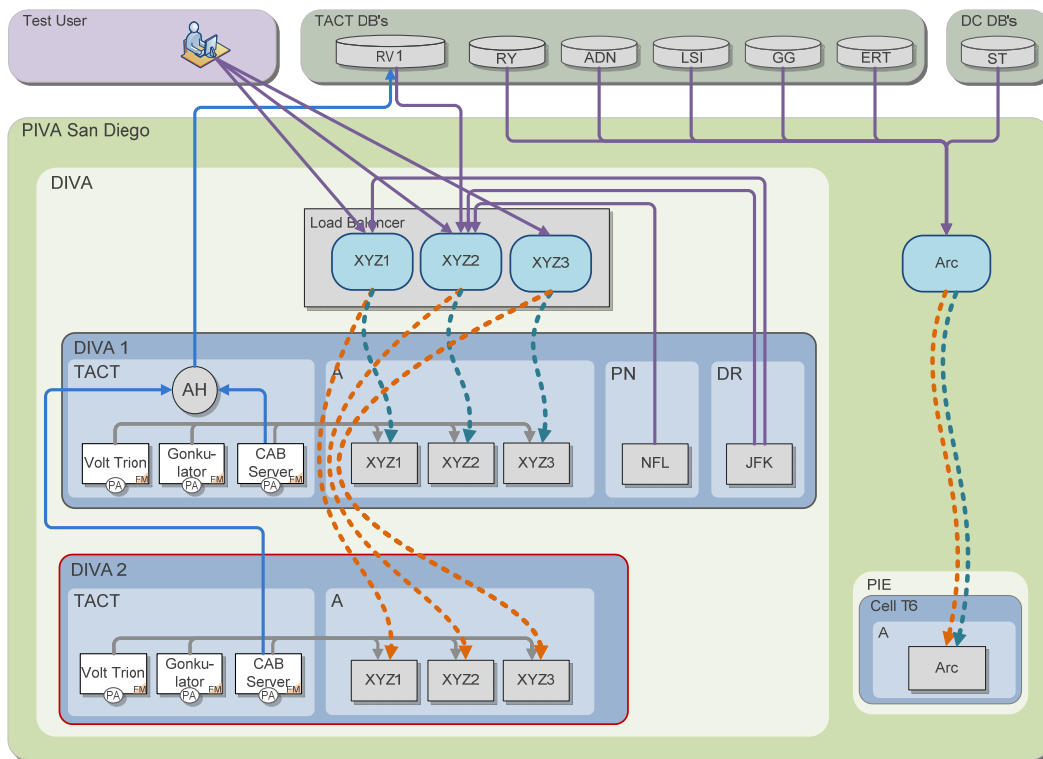 Test User
TACT DB's
DC DB's
RV1
RY
ADN
LSI
GG
ERT
ST
PIVA San Diego
DIVA
Load Balencer
XYZ1
XYZ2
XYZ3
Arc
DIVA 1
TACT
A
PN
DR
AH
Volt Trion
PA
FM
Gonku-
lator
PA
FM
CAB
Server
PA
FM
XYZ1
XYZ2
XYZ3
NFL
JFK
DIVA 2
TACT
A
Volt Trion
PA
FM
Gonku-
lator
PA
FM
CAB
Server
PA
FM
XYZ1
XYZ2
XYZ3
PIE
Cell T6
A
Arc